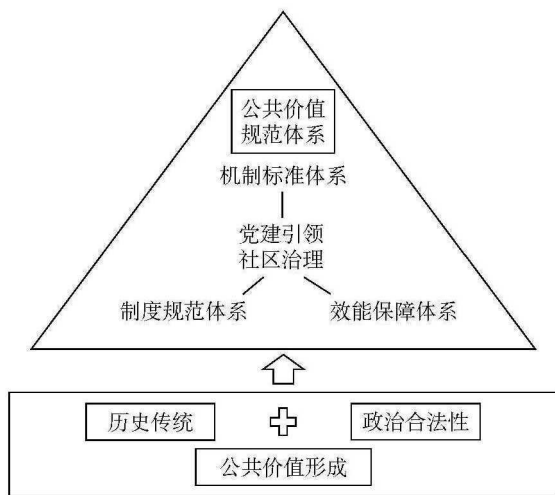 公共价值
规范体系
机制标准体系
党建引领
社区治理
制度规范体系
效能保障体系
历史传统
政治合法性
公共价值形成